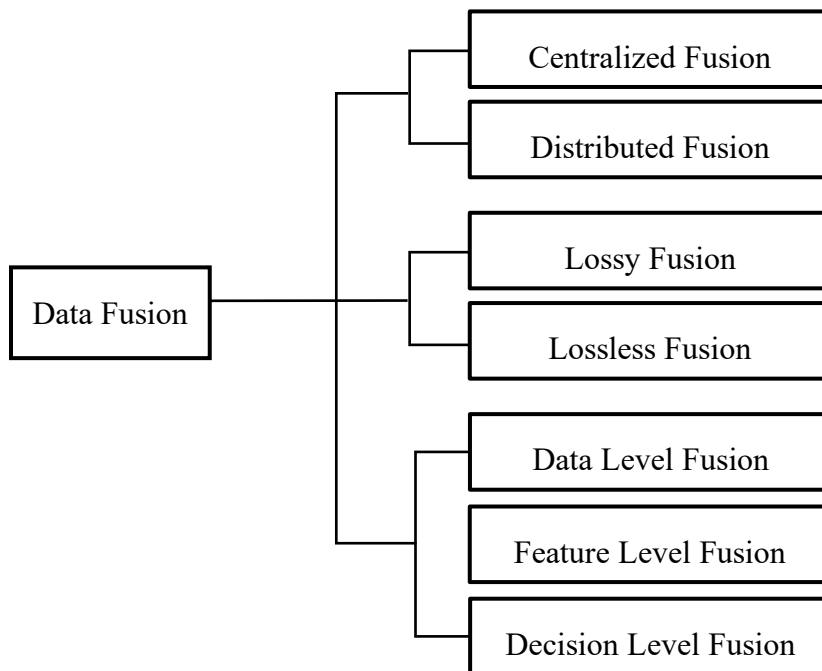 Centralized Fusion
Distributed Fusion
Lossy Fusion
Data Fusion
Lossless Fusion
Data Level Fusion
Feature Level Fusion
Decision Level Fusion